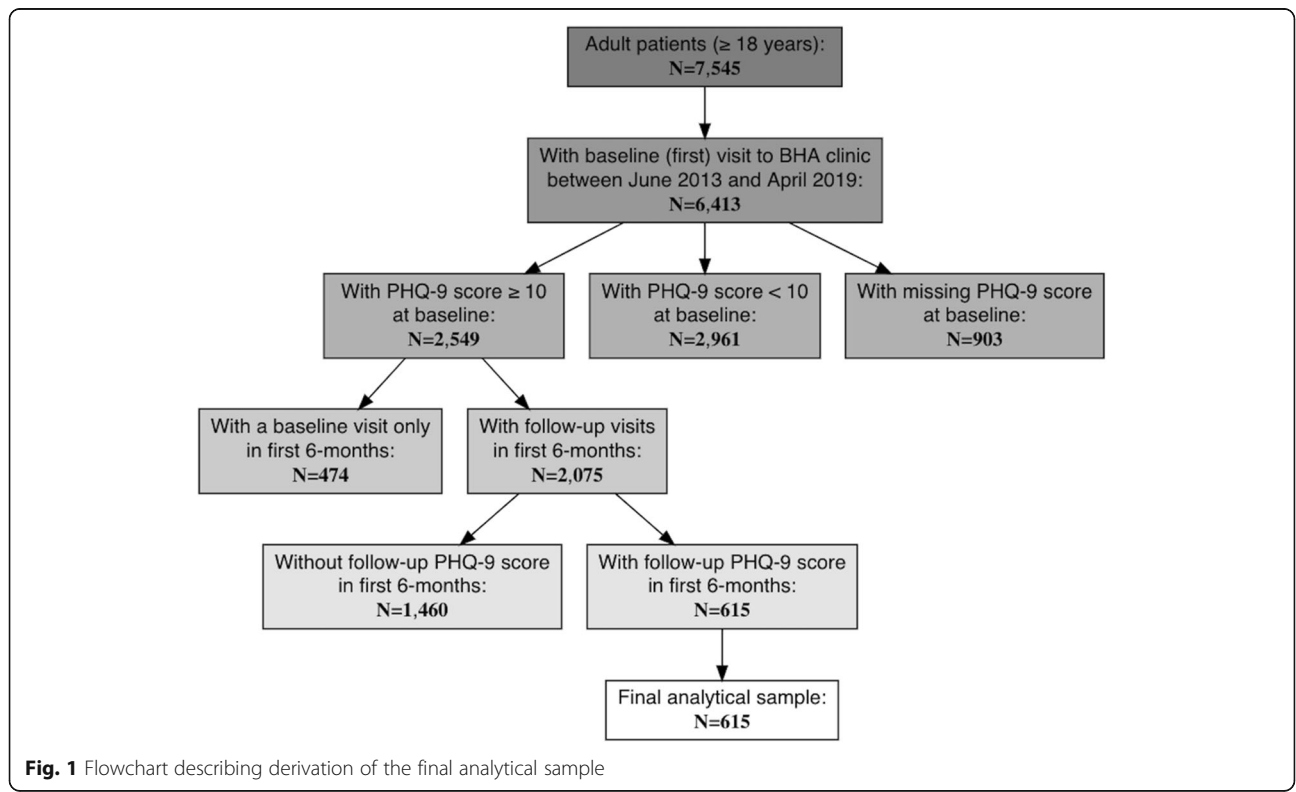 Adult patients (≥ 18 years):
N=7,545
With baseline (first) visit to BHA clinic
between June 2013 and April 2019:
N=6,413
With PHQ-9 score ≥ 10
at baseline:
N=2,549
With PHQ-9 score < 10
at baseline:
N=2,961
With missing PHQ-9 score
at baseline:
N=903
With a baseline visit only
in first 6-months:
N=474
With follow-up visits
in first 6-months:
N=2,075
Without follow-up PHQ-9 score
in first 6-months:
N=1,460
With follow-up PHQ-9 score
in first 6-months:
N=615
Final analytical sample:
N=615
Fig. 1 Flowchart describing derivation of the final analytical sample